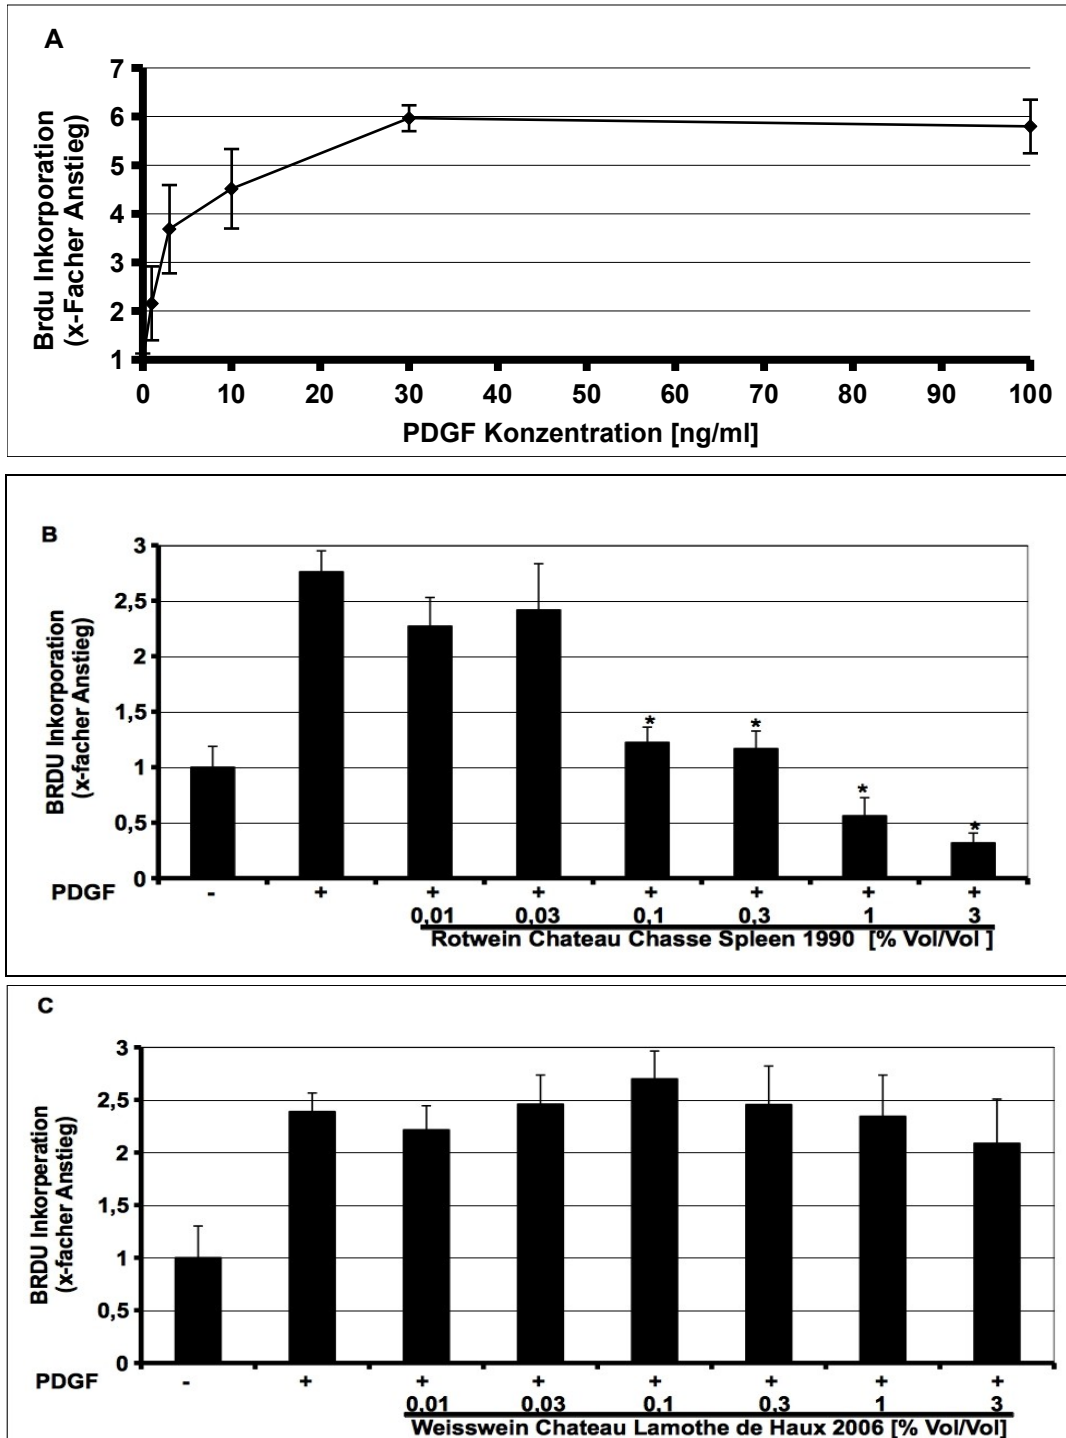 A
7
6
5
4
3
2
1
Brdu Inkorporation
(x-Facher Anstieg)
0 10 20 30 40 50 60 70 80 90 100
PDGF Konzentration [ng/ml]
B
3
2,5
2
1,5
1
0,5
0
BRDU Inkorporation
(x-facher Anstieg)
* * * *
PDGF - + + + + + + +
0,01 0,03 0,1 0,3 1 3
Rotwein Chateau Chasse Spleen 1990 [% Vol/Vol ]
C
3
2,5
2
1,5
1
0,5
0
BRDU Inkorperation
(x-facher Anstieg)
PDGF - + + + + + + +
0,01 0,03 0,1 0,3 1 3
Weisswein Chateau Lamothe de Haux 2006 [% Vol/Vol]